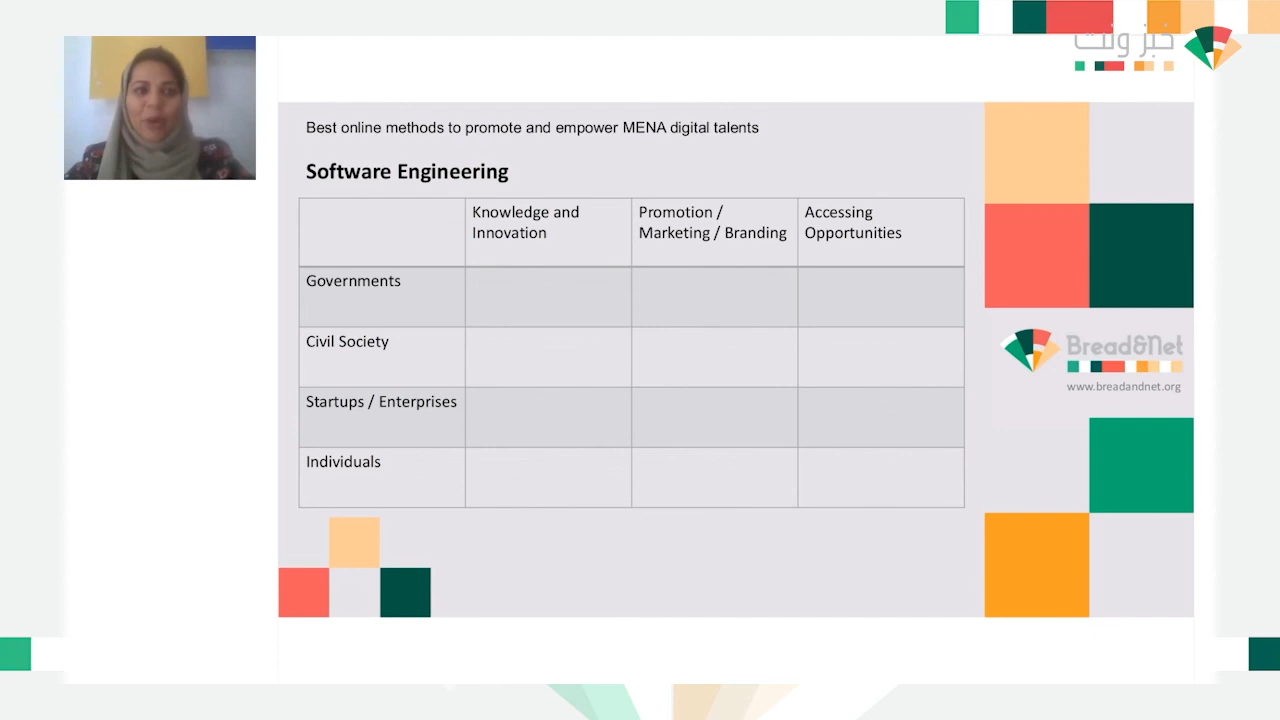 خبز ونت
Best online methods to promote and empower MENA digital talents
Software Engineering
Knowledge and
Innovation
Promotion /
Marketing / Branding
Accessing
Opportunities
Governments
Civil Society
Startups / Enterprises
Individuals
Bread&Net
www.breadandnet.org